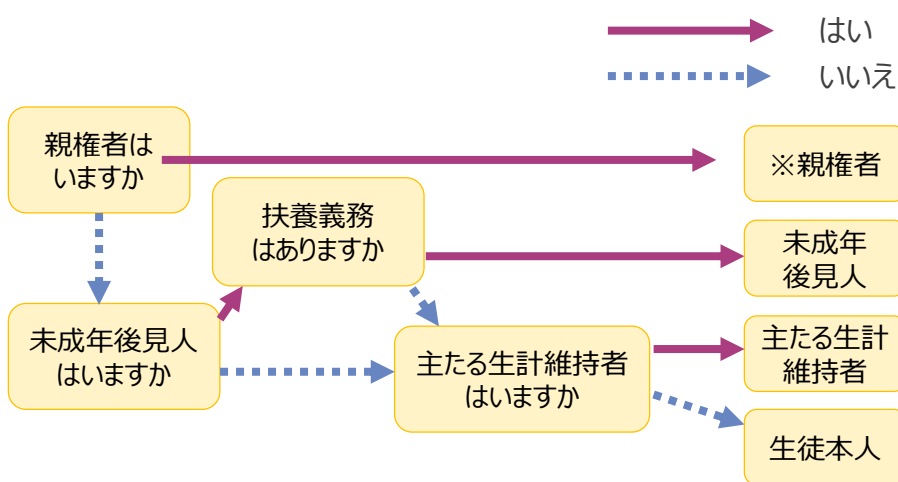 はい
いいえ
親権者は
いますか
※親権者
扶養義務
はありますか
未成年
後見人
未成年後見人
はいますか
主たる生計維持者
はいますか
主たる生計
維持者
生徒本人